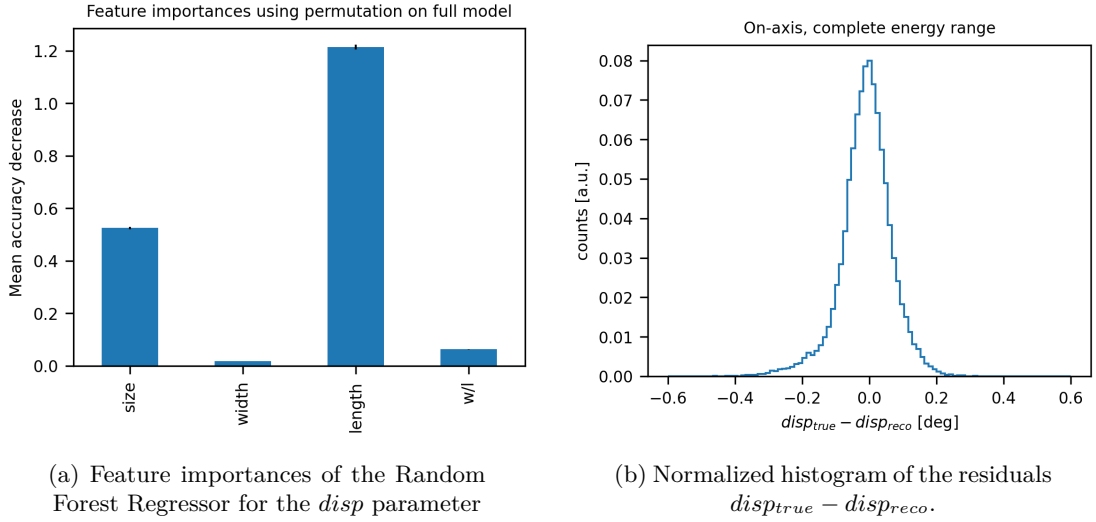 Feature importances using permutation on full model
Mean accuracy decrease
1.2
1.0
0.8
0.6
0.4
0.2
0.0
size
width
length
w/l
(a) Feature importances of the Random
Forest Regressor for the disp parameter
On-axis, complete energy range
counts [a.u.]
0.08
0.07
0.06
0.05
0.04
0.03
0.02
0.01
0.00
−0.6 −0.4 −0.2 0.0 0.2 0.4 0.6
disp_true − disp_reco [deg]
(b) Normalized histogram of the residuals
disp_true − disp_reco.